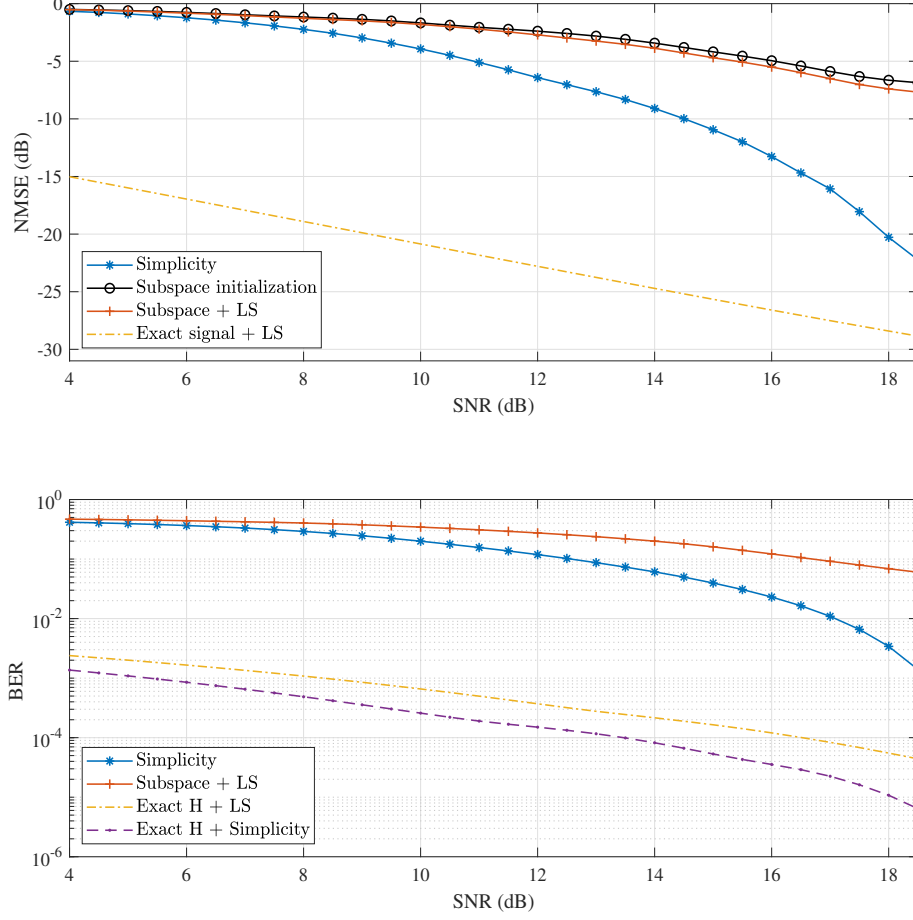 0
-5
-10
-15
-20
-25
-30
NMSE (dB)
Simplicity
Subspace initialization
Subspace + LS
Exact signal + LS
4 6 8 10 12 14 16 18
SNR (dB)
10^0
10^-2
10^-4
10^-6
BER
Simplicity
Subspace + LS
Exact H + LS
Exact H + Simplicity
4 6 8 10 12 14 16 18
SNR (dB)